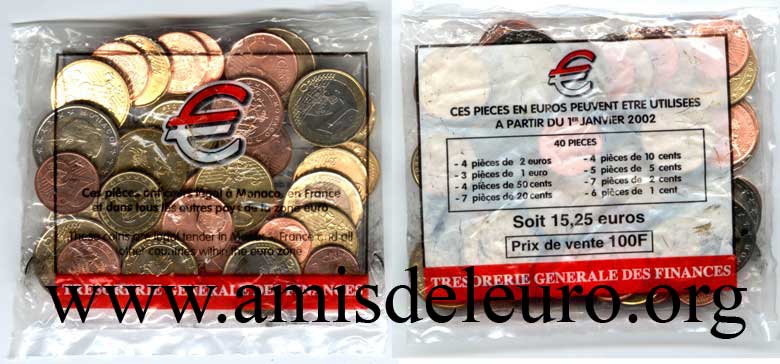 Ces pièces ont cours légal à Monaco, en France
et dans tous les autres pays de la zone euro
These coins are legal tender in Monaco, France and all
other countries within the euro zone
TRESORERIE GENERALE DES FINANCES
CES PIECES EN EUROS PEUVENT ETRE UTILISEES
A PARTIR DU 1ER JANVIER 2002
40 PIECES
- 4 pièces de 2 euros
- 3 pièces de 1 euro
- 4 pièces de 50 cents
- 7 pièces de 20 cents
- 4 pièces de 10 cents
- 5 pièces de 5 cents
- 7 pièces de 2 cents
- 6 pièces de 1 cent
Soit 15,25 euros
Prix de vente 100F
TRESORERIE GENERALE DES FINANCES
www.amisdeleuro.org